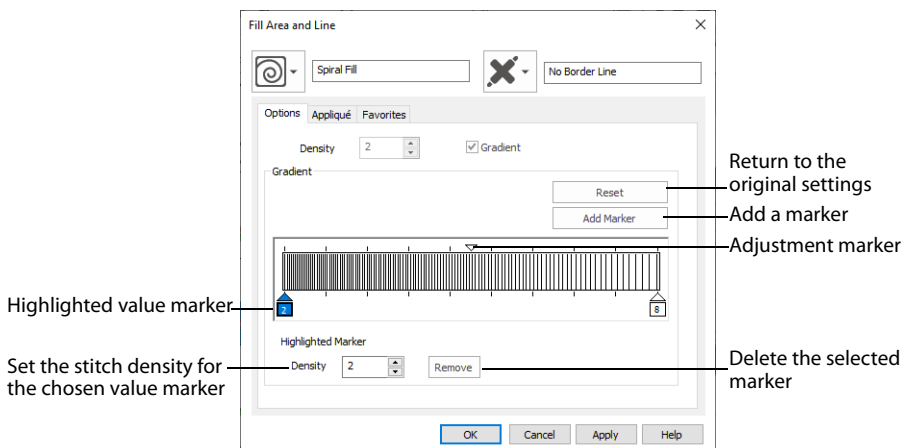 Fill Area and Line
Spiral Fill
No Border Line
Options Appliqué Favorites
Density 2 Gradient
Gradient
Reset
Add Marker
2
8
Highlighted Marker
Density 2 Remove
OK Cancel Apply Help
Highlighted value marker
Set the stitch density for
the chosen value marker
Return to the
original settings
Add a marker
Adjustment marker
Delete the selected
marker